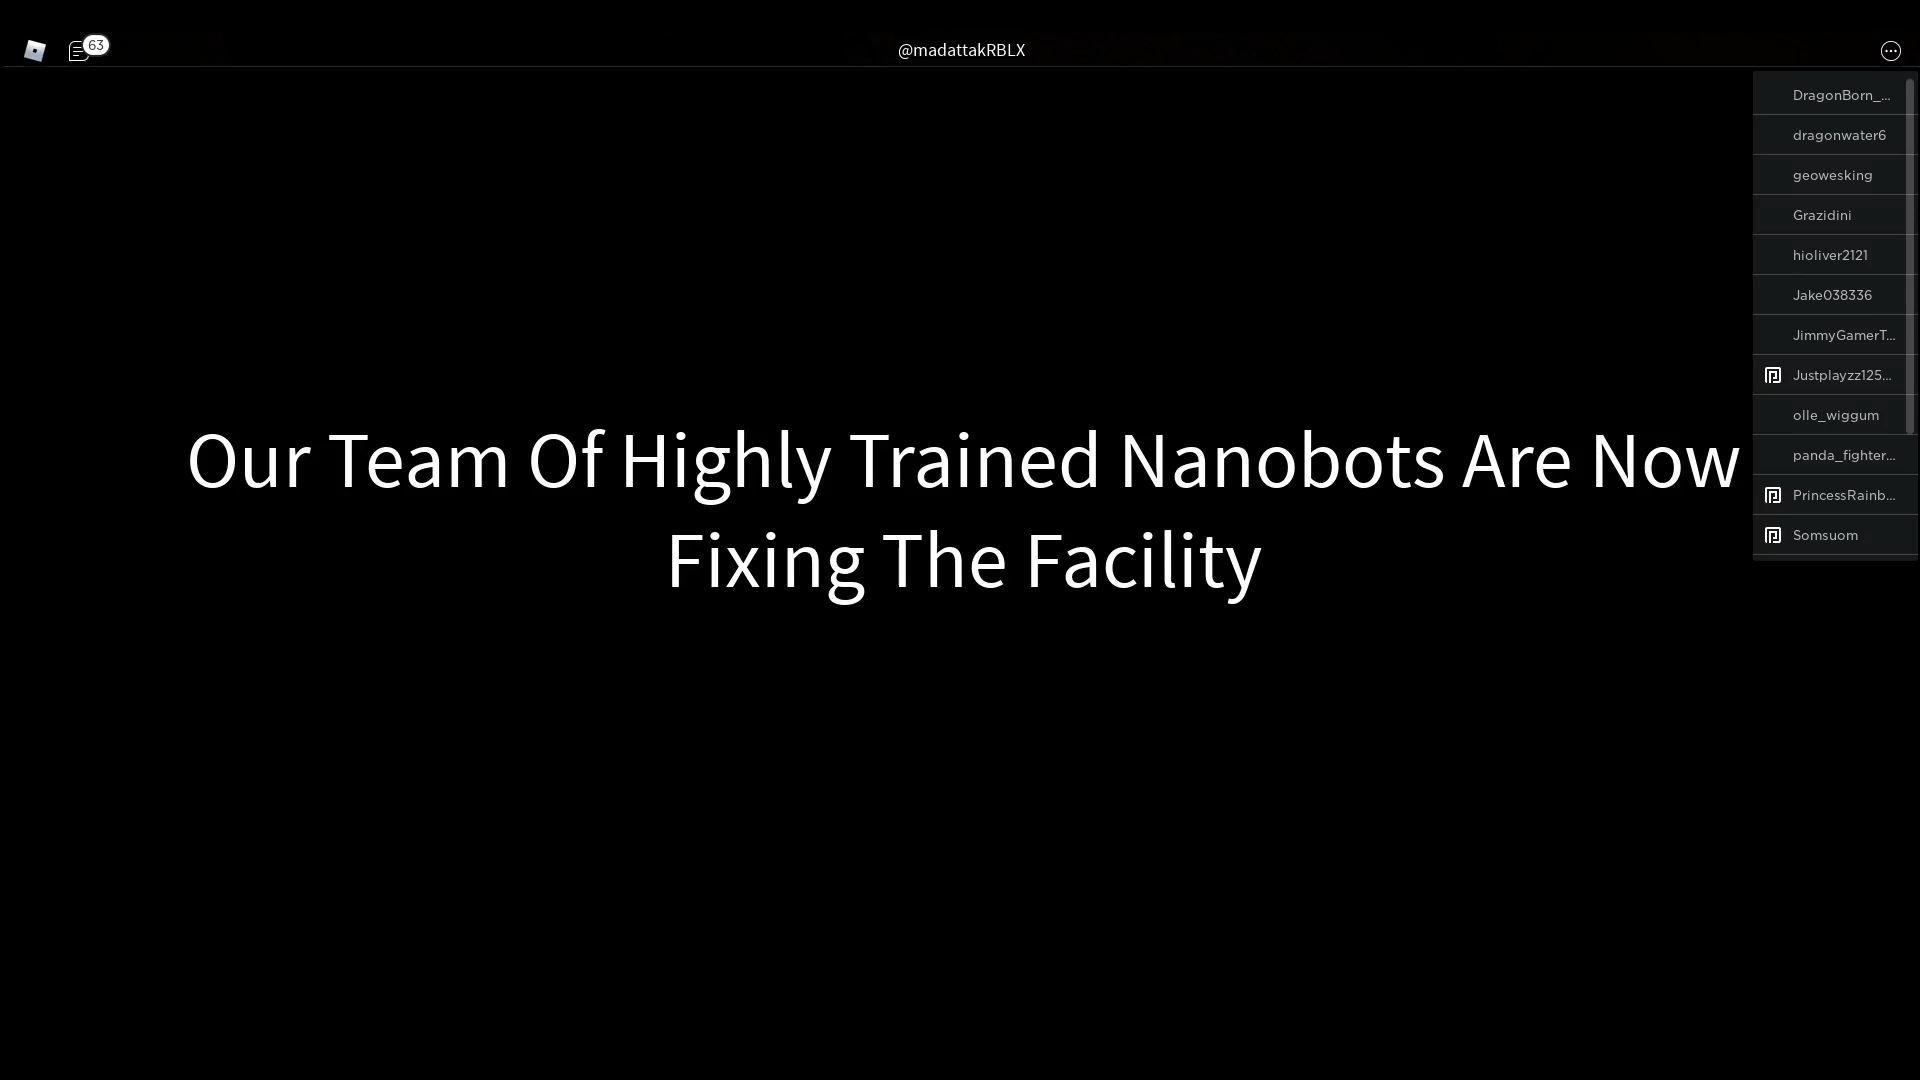 63
@madattakRBLX
DragonBorn_...
dragonwater6
geowesking
Grazidini
hioliver2121
Jake038336
JimmyGamerT...
Justplayzz125...
olle_wiggum
panda_fighter...
PrincessRainb...
Somsuom
Our Team Of Highly Trained Nanobots Are Now
Fixing The Facility